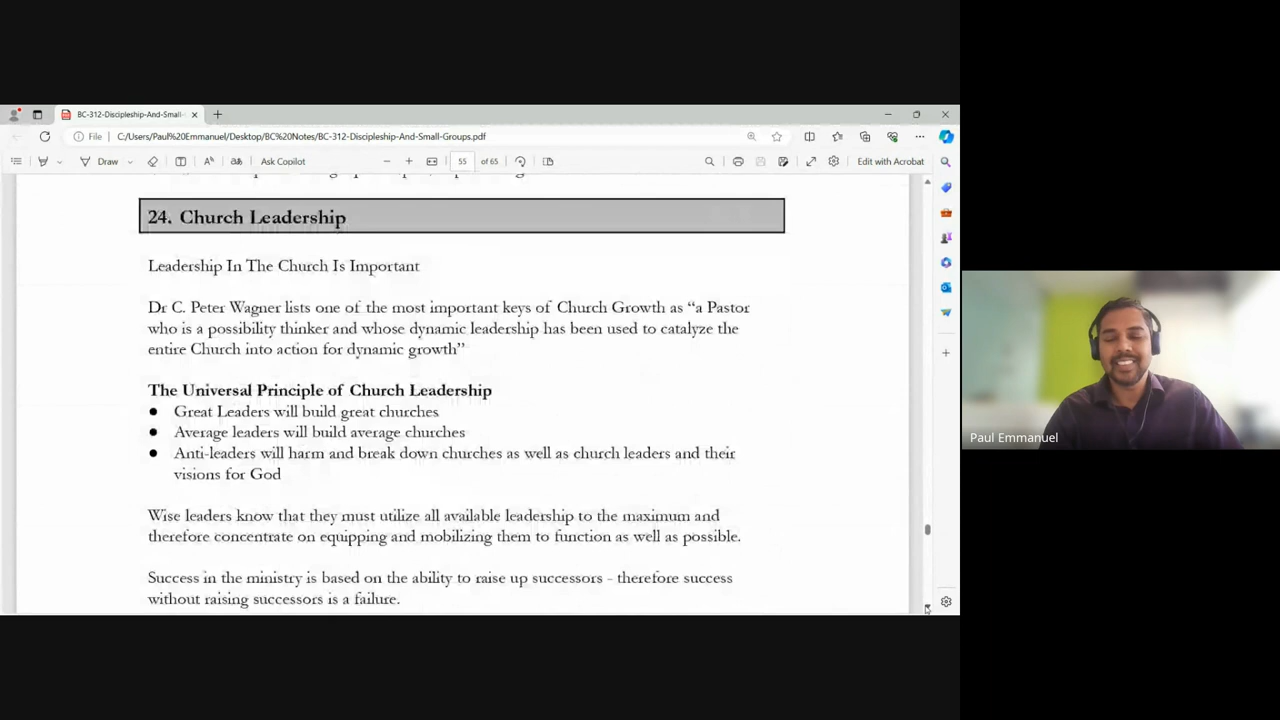 BC-312-Discipleship-And-Small-
File
C:/Users/Paul%20Emmanuel/Desktop/BC%20Notes/BC-312-Discipleship-And-Small-Groups.pdf
Draw
Ask Copilot
55 of 65
Edit with Acrobat
24. Church Leadership
Leadership In The Church Is Important
Dr C. Peter Wagner lists one of the most important keys of Church Growth as “a Pastor
who is a possibility thinker and whose dynamic leadership has been used to catalyze the
entire Church into action for dynamic growth”
The Universal Principle of Church Leadership
● Great Leaders will build great churches
● Average leaders will build average churches
● Anti-leaders will harm and break down churches as well as church leaders and their
visions for God
Wise leaders know that they must utilize all available leadership to the maximum and
therefore concentrate on equipping and mobilizing them to function as well as possible.
Success in the ministry is based on the ability to raise up successors - therefore success
without raising successors is a failure.
Paul Emmanuel